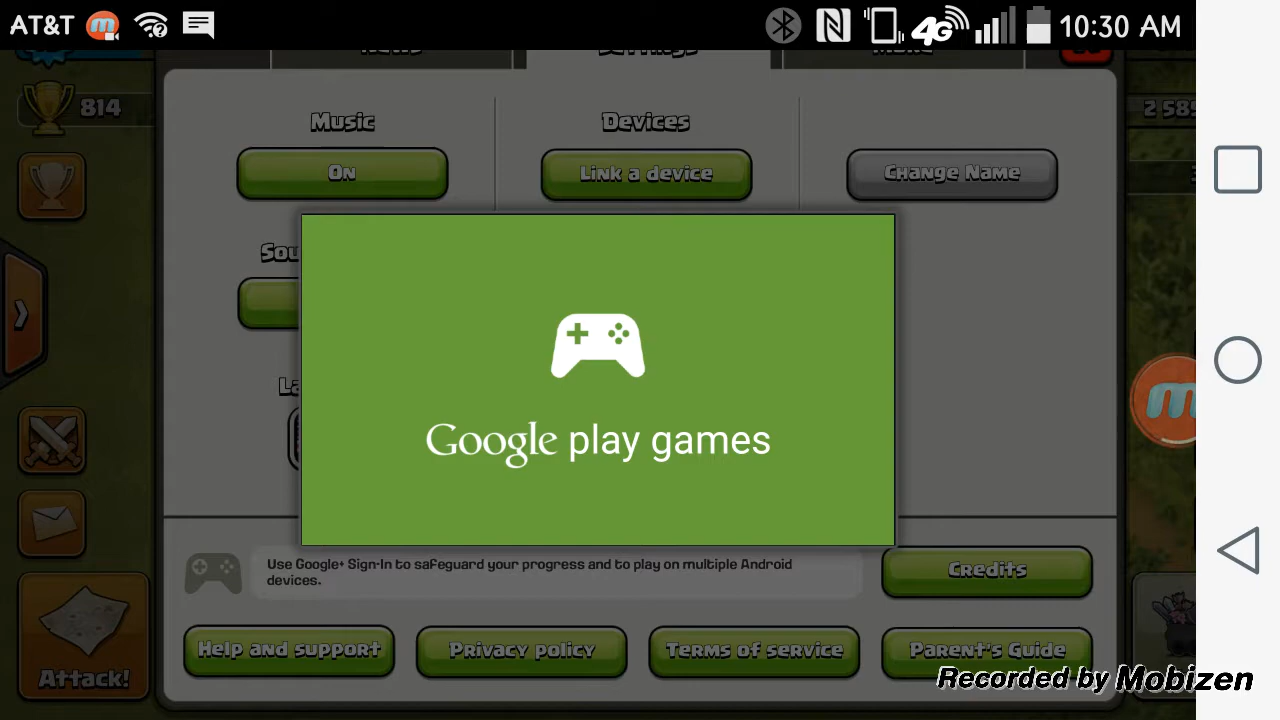 AT&T
4G
10:30 AM
Settings
814
Music
Devices
On
Link a device
Change Name
Google play games
Use Google+ Sign-In to safeguard your progress and to play on multiple Android
devices.
Credits
Help and support
Privacy policy
Terms of service
Parent's Guide
Attack!
Recorded by Mobizen